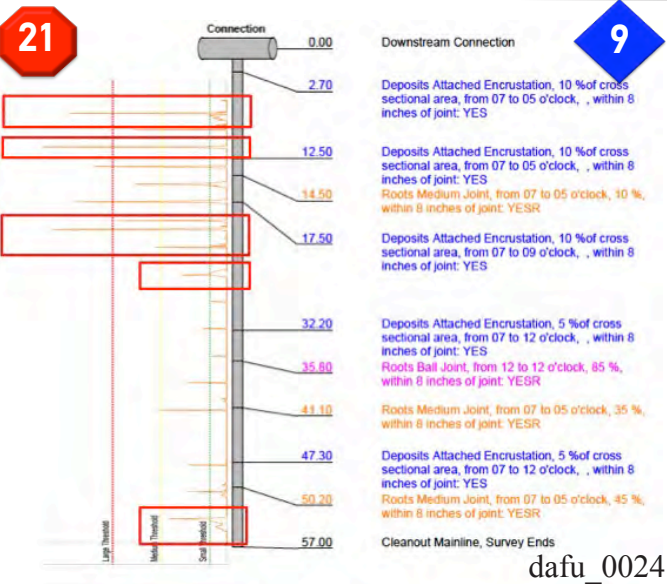 21
Connection
9
0.00 Downstream Connection
2.70 Deposits Attached Encrustation, 10 %of cross
sectional area, from 07 to 05 o'clock, , within 8
inches of joint: YES
12.50 Deposits Attached Encrustation, 10 %of cross
sectional area, from 07 to 05 o'clock, , within 8
inches of joint: YES
14.50 Roots Medium Joint, from 07 to 05 o'clock, 10 %,
within 8 inches of joint: YESR
17.50 Deposits Attached Encrustation, 10 %of cross
sectional area, from 07 to 09 o'clock, , within 8
inches of joint: YES
32.20 Deposits Attached Encrustation, 5 %of cross
sectional area, from 07 to 12 o'clock, , within 8
inches of joint: YES
35.60 Roots Ball Joint, from 12 to 12 o'clock, 85 %,
within 8 inches of joint: YESR
41.10 Roots Medium Joint, from 07 to 05 o'clock, 35 %,
within 8 inches of joint: YESR
47.30 Deposits Attached Encrustation, 5 %of cross
sectional area, from 07 to 12 o'clock, , within 8
inches of joint: YES
50.20 Roots Medium Joint, from 07 to 05 o'clock, 45 %,
within 8 inches of joint: YESR
57.00 Cleanout Mainline, Survey Ends
Large Threshold
Medium Threshold
Small Threshold
dafu_0024